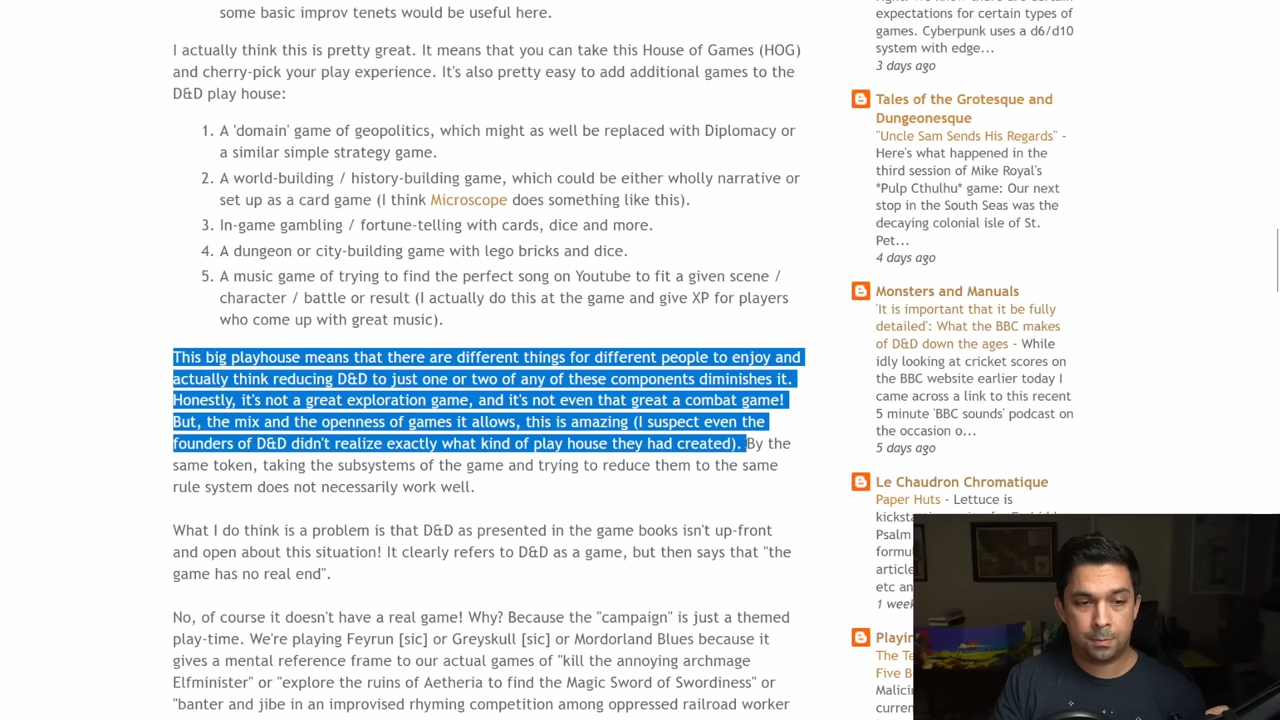 some basic improv tenets would be useful here.
I actually think this is pretty great. It means that you can take this House of Games (HOG)
and cherry-pick your play experience. It's also pretty easy to add additional games to the
D&D play house:
1. A 'domain' game of geopolitics, which might as well be replaced with Diplomacy or
a similar simple strategy game.
2. A world-building / history-building game, which could be either wholly narrative or
set up as a card game (I think Microscope does something like this).
3. In-game gambling / fortune-telling with cards, dice and more.
4. A dungeon or city-building game with lego bricks and dice.
5. A music game of trying to find the perfect song on Youtube to fit a given scene /
character / battle or result (I actually do this at the game and give XP for players
who come up with great music).
This big playhouse means that there are different things for different people to enjoy and
actually think reducing D&D to just one or two of any of these components diminishes it.
Honestly, it's not a great exploration game, and it's not even that great a combat game!
But, the mix and the openness of games it allows, this is amazing (I suspect even the
founders of D&D didn't realize exactly what kind of play house they had created). By the
same token, taking the subsystems of the game and trying to reduce them to the same
rule system does not necessarily work well.
What I do think is a problem is that D&D as presented in the game books isn't up-front
and open about this situation! It clearly refers to D&D as a game, but then says that "the
game has no real end".
No, of course it doesn't have a real game! Why? Because the "campaign" is just a themed
play-time. We're playing Feyrun [sic] or Greyskull [sic] or Mordorland Blues because it
gives a mental reference frame to our actual games of "kill the annoying archmage
Elfminister" or "explore the ruins of Aetheria to find the Magic Sword of Swordiness" or
"banter and jibe in an improvised rhyming competition among oppressed railroad worker
expectations for certain types of
games. Cyberpunk uses a d6/d10
system with edge...
3 days ago
Tales of the Grotesque and
Dungeonesque
"Uncle Sam Sends His Regards" -
Here's what happened in the
third session of Mike Royal's
*Pulp Cthulhu* game: Our next
stop in the South Seas was the
decaying colonial isle of St.
Pet...
4 days ago
Monsters and Manuals
'It is important that it be fully
detailed': What the BBC makes
of D&D down the ages - While
idly looking at cricket scores on
the BBC website earlier today I
came across a link to this recent
5 minute 'BBC sounds' podcast on
the occasion o...
5 days ago
Le Chaudron Chromatique
Paper Huts - Lettuce is
kicksta
Psalm
formu
article
etc an
1 week
Playin
The Te
Five B
Malici
curren